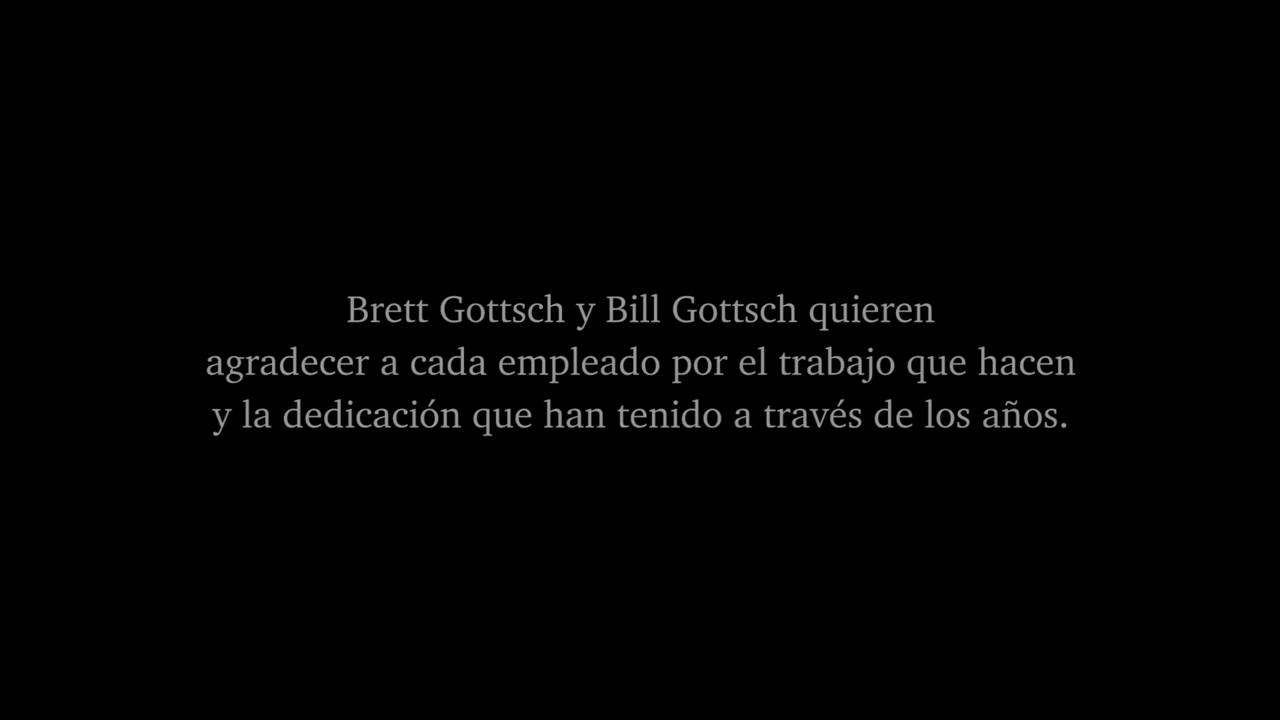 Brett Gottsch y Bill Gottsch quieren
agradecer a cada empleado por el trabajo que hacen
y la dedicación que han tenido a través de los años.